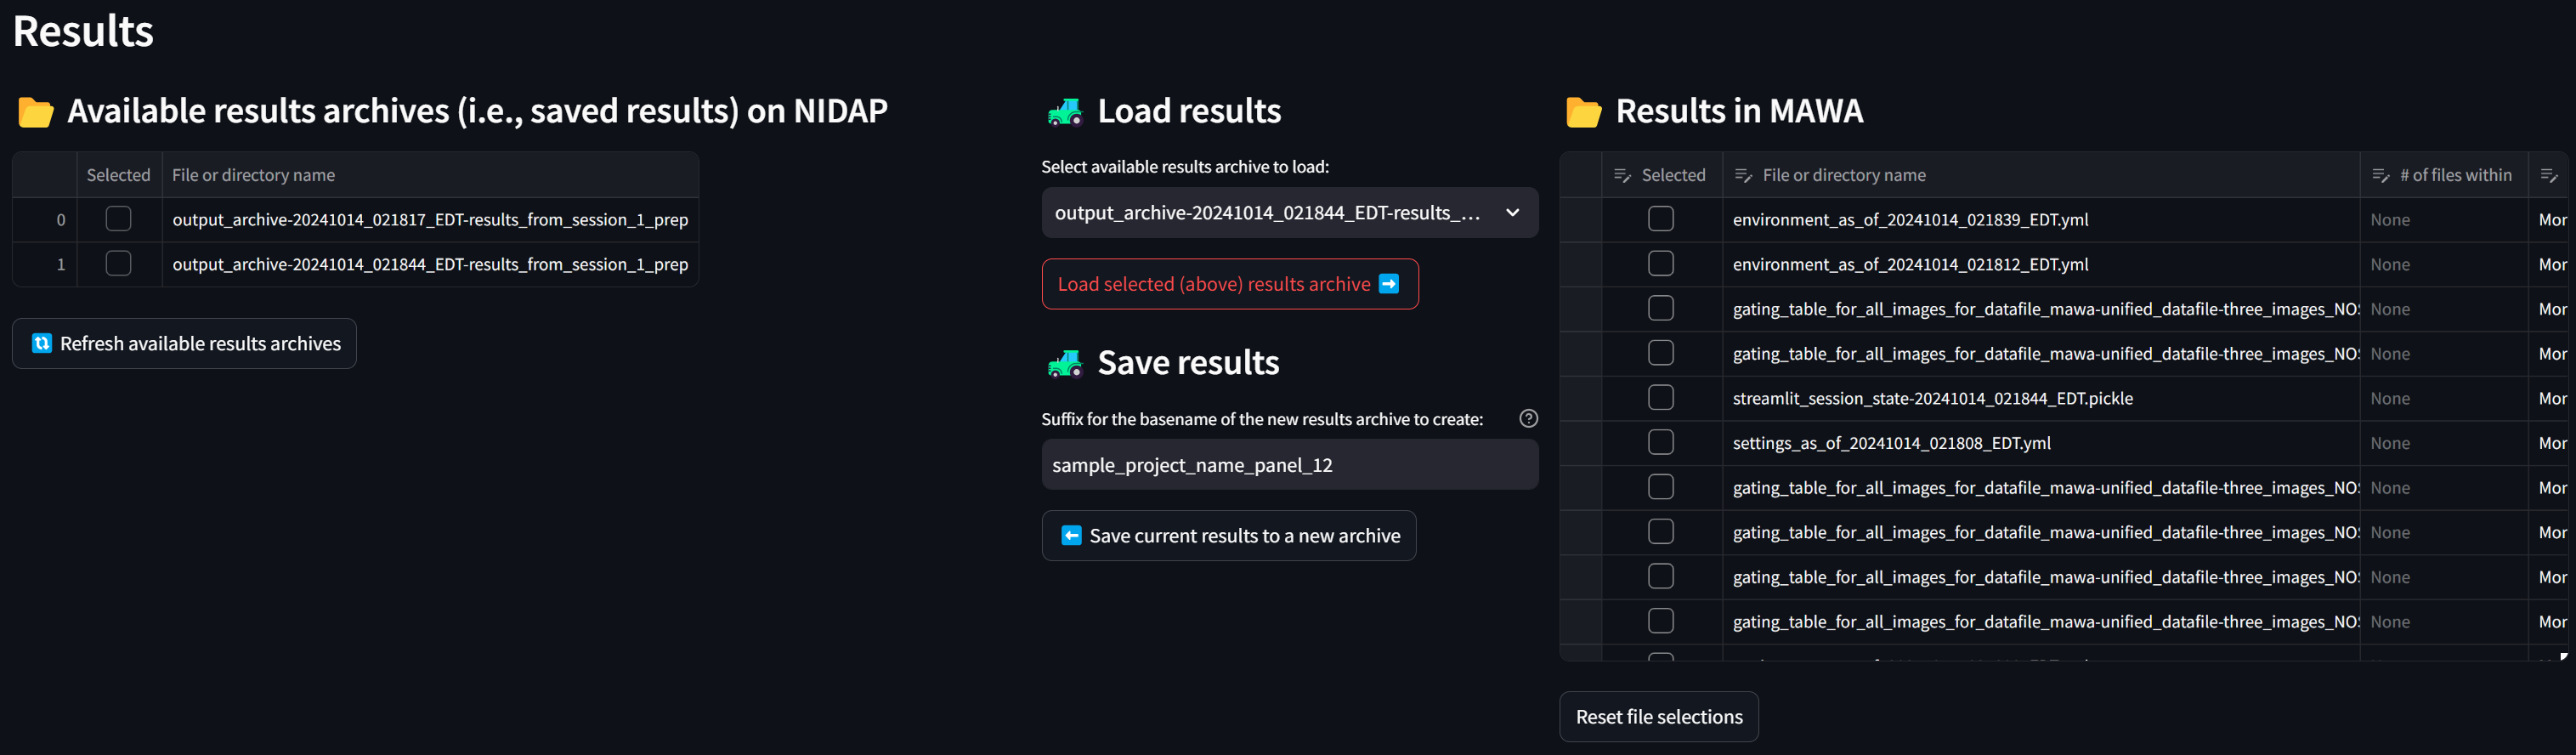 Results
Available results archives (i.e., saved results) on NIDAP
Selected File or directory name
0 output_archive-20241014_021817_EDT-results_from_session_1_prep
1 output_archive-20241014_021844_EDT-results_from_session_1_prep
Refresh available results archives
Load results
Select available results archive to load:
output_archive-20241014_021844_EDT-results_...
Load selected (above) results archive
Save results
Suffix for the basename of the new results archive to create:
sample_project_name_panel_12
Save current results to a new archive
Results in MAWA
Selected File or directory name # of files within
environment_as_of_20241014_021839_EDT.yml None Mor
environment_as_of_20241014_021812_EDT.yml None Mor
gating_table_for_all_images_for_datafile_mawa-unified_datafile-three_images_NOS None Mor
gating_table_for_all_images_for_datafile_mawa-unified_datafile-three_images_NOS None Mor
streamlit_session_state-20241014_021844_EDT.pickle None Mor
settings_as_of_20241014_021808_EDT.yml None Mor
gating_table_for_all_images_for_datafile_mawa-unified_datafile-three_images_NOS None Mor
gating_table_for_all_images_for_datafile_mawa-unified_datafile-three_images_NOS None Mor
gating_table_for_all_images_for_datafile_mawa-unified_datafile-three_images_NOS None Mor
gating_table_for_all_images_for_datafile_mawa-unified_datafile-three_images_NOS None Mor
Reset file selections